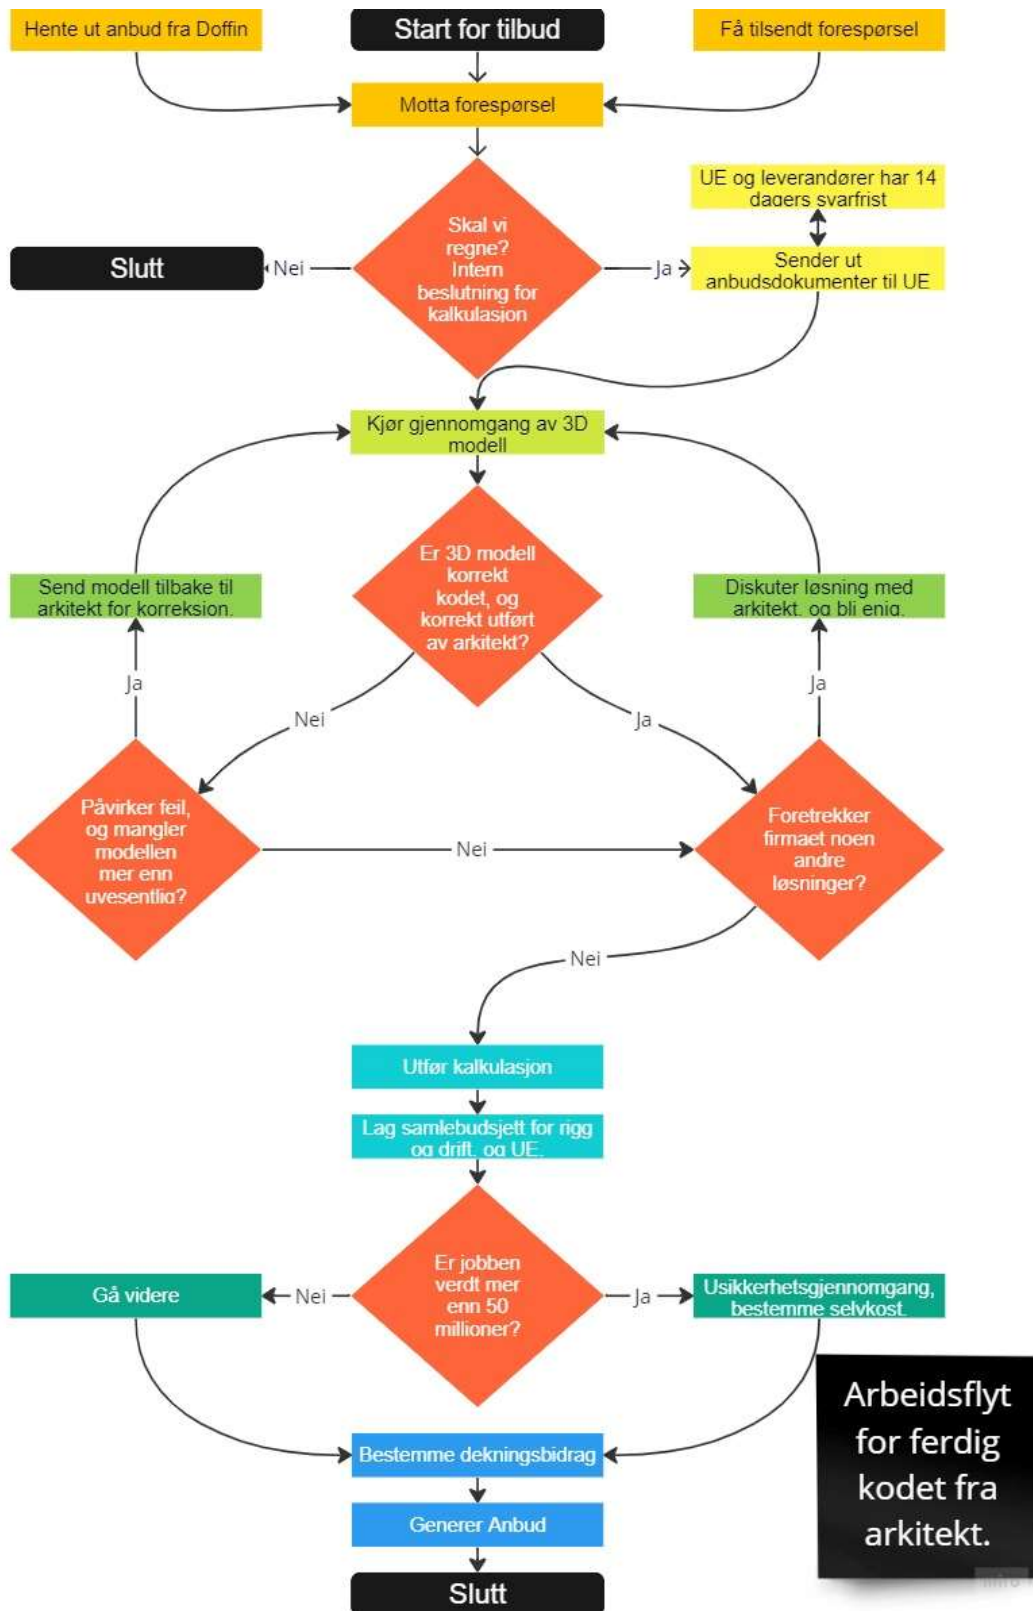 Hente ut anbud fra Doffin
Start for tilbud
Få tilsendt forespørsel
Motta forespørsel
UE og leverandører har 14
dagers svarfrist
Skal vi
regne?
Intern
beslutning for
kalkulasion
Slutt
Nei
Ja
Sender ut
anbudsdokumenter til UE
Kjør gjennomgang av 3D
modell
Er 3D modell
korrekt
kodet, og
korrekt utført
av arkitekt?
Send modell tilbake til
arkitekt for korreksion.
Diskuter løsning med
arkitekt. og bli enig.
Ja
Nei
Ja
Ja
Påvirker feil,
og mangler
modellen
mer enn
uvesentlig?
Nei
Foretrekker
firmaet noen
andre
løsninger?
Nei
Utfør kalkulasjon
Lag samlebudsjett for rigg
og drift. og UE.
Er jobben
verdt mer
enn 50
millioner?
Gå videre
Nei
Ja
Usikkerhetsgjennomgang,
bestemme selvkost.
Arbeidsflyt
for ferdig
kodet fra
arkitekt.
Bestemme dekningsbidrag
Generer Anbud
Slutt
miro